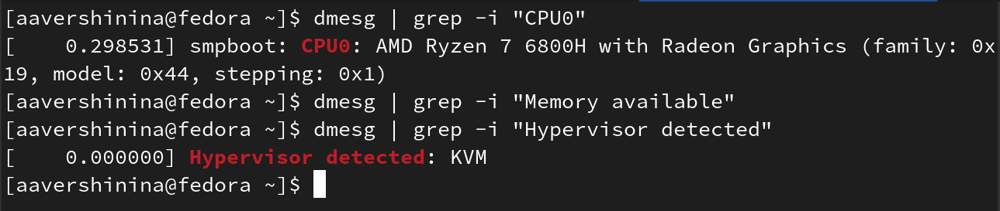 [aavershinina@fedora ~]$ dmesg | grep -i "CPU0"
[    0.298531] smpboot: CPU0: AMD Ryzen 7 6800H with Radeon Graphics (family: 0x
19, model: 0x44, stepping: 0x1)
[aavershinina@fedora ~]$ dmesg | grep -i "Memory available"
[aavershinina@fedora ~]$ dmesg | grep -i "Hypervisor detected"
[    0.000000] Hypervisor detected: KVM
[aavershinina@fedora ~]$